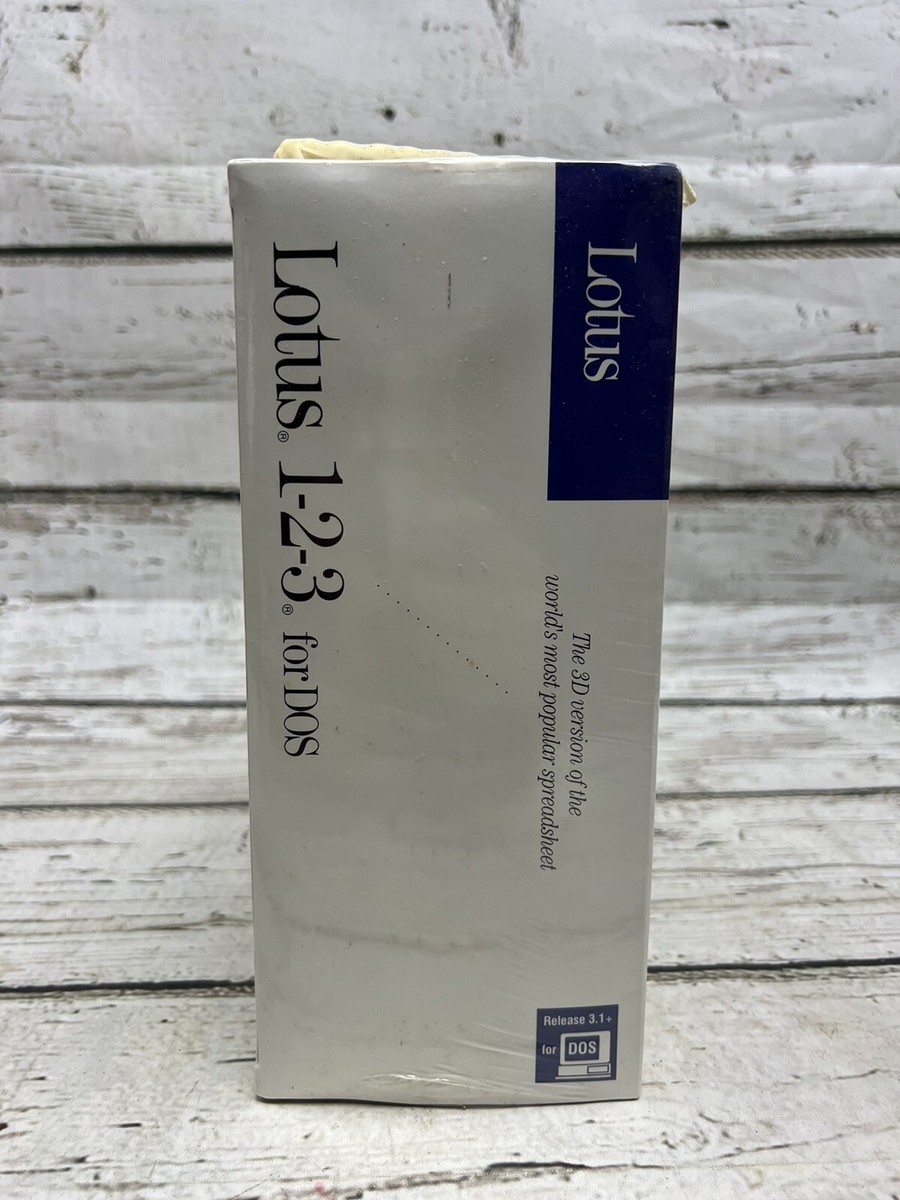 Lotus
Lotus® 1-2-3® for DOS
The 3D version of the
world's most popular spreadsheet
Release 3.1+
for DOS